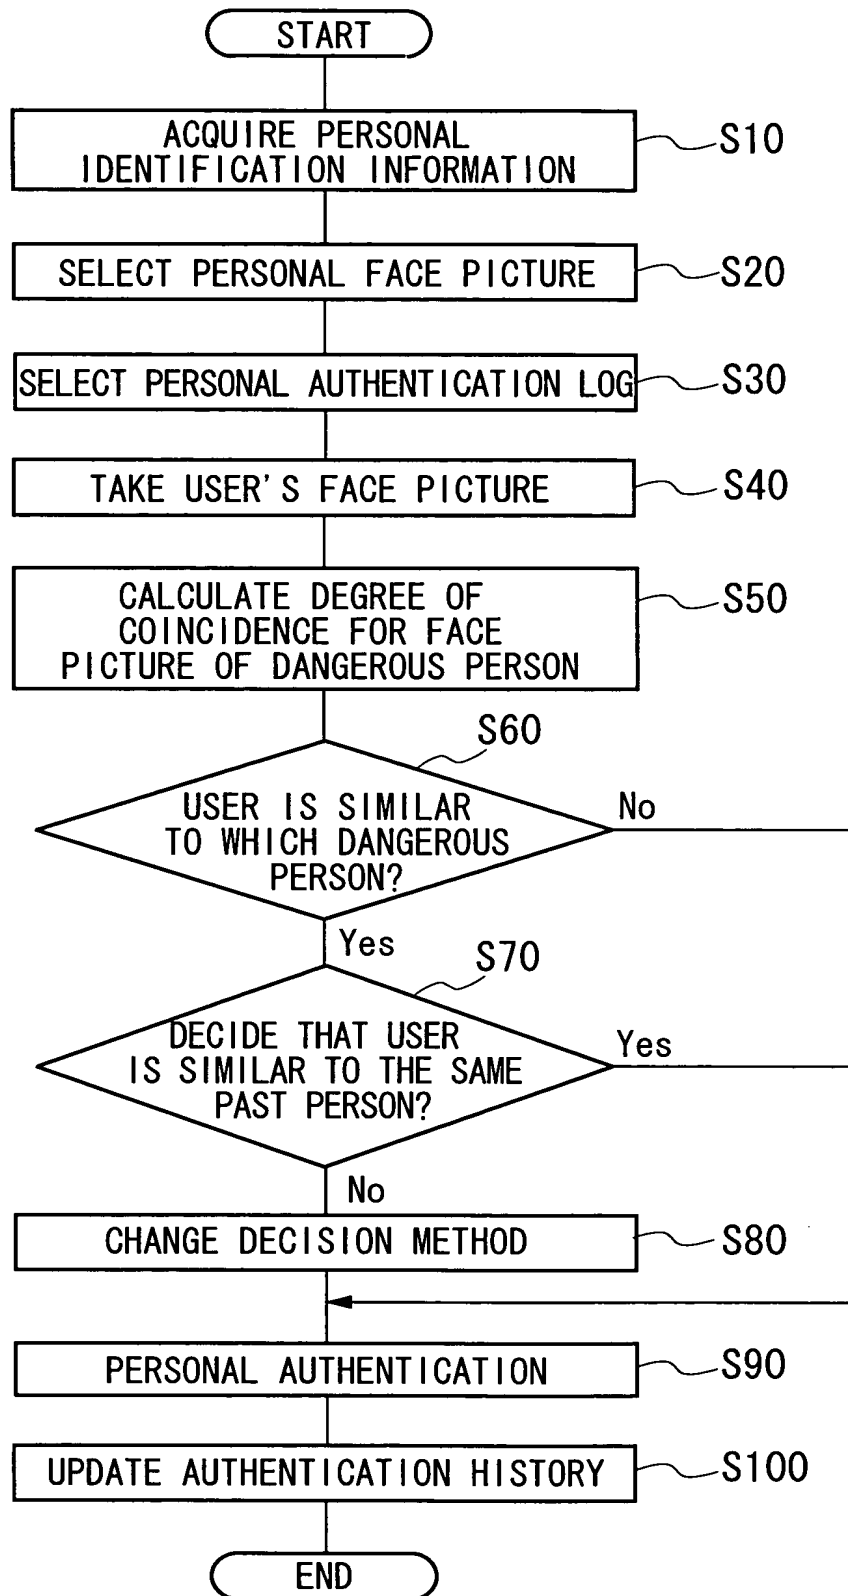 START
ACQUIRE PERSONAL
IDENTIFICATION INFORMATION
S10
SELECT PERSONAL FACE PICTURE
S20
SELECT PERSONAL AUTHENTICATION LOG
S30
TAKE USER'S FACE PICTURE
S40
CALCULATE DEGREE OF
COINCIDENCE FOR FACE
PICTURE OF DANGEROUS PERSON
S50
S60
USER IS SIMILAR
TO WHICH DANGEROUS
PERSON?
No
Yes
S70
DECIDE THAT USER
IS SIMILAR TO THE SAME
PAST PERSON?
Yes
No
CHANGE DECISION METHOD
S80
PERSONAL AUTHENTICATION
S90
UPDATE AUTHENTICATION HISTORY
S100
END